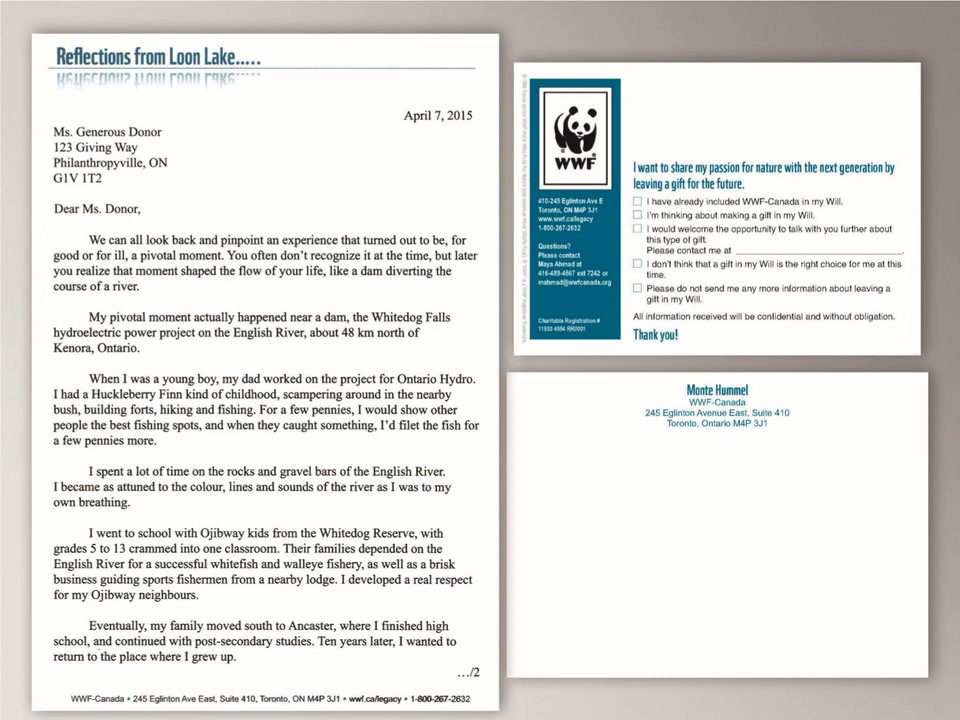 Reflections from Loon Lake.....
April 7, 2015
Ms. Generous Donor
123 Giving Way
Philanthropyville, ON
G1V 1T2
Dear Ms. Donor,
We can all look back and pinpoint an experience that turned out to be, for
good or for ill, a pivotal moment. You often don't recognize it at the time, but later
you realize that moment shaped the flow of your life, like a dam diverting the
course of a river.
My pivotal moment actually happened near a dam, the Whitedog Falls
hydroelectric power project on the English River, about 48 km north of
Kenora, Ontario.
When I was a young boy, my dad worked on the project for Ontario Hydro.
I had a Huckleberry Finn kind of childhood, scampering around in the nearby
bush, building forts, hiking and fishing. For a few pennies, I would show other
people the best fishing spots, and when they caught something, I'd filet the fish for
a few pennies more.
I spent a lot of time on the rocks and gravel bars of the English River.
I became as attuned to the colour, lines and sounds of the river as I was to my
own breathing.
I went to school with Ojibway kids from the Whitedog Reserve, with
grades 5 to 13 crammed into one classroom. Their families depended on the
English River for a successful whitefish and walleye fishery, as well as a brisk
business guiding sports fishermen from a nearby lodge. I developed a real respect
for my Ojibway neighbours.
Eventually, my family moved south to Ancaster, where I finished high
school, and continued with post-secondary studies. Ten years later, I wanted to
return to the place where I grew up.
…/2
WWF-Canada • 245 Eglinton Ave East, Suite 410, Toronto, ON M4P 3J1 • wwf.ca/legacy • 1-800-267-2632
WWF
410-245 Eglinton Ave E
Toronto, ON M4P 3J1
www.wwf.ca/legacy
1-800-267-2632
Questions?
Please contact
Maya Ahmad at
416-489-4567 ext 7242 or
mahmad@wwfcanada.org
Charitable Registration #
11930 4954 RR0001
I want to share my passion for nature with the next generation by
leaving a gift for the future.
I have already included WWF-Canada in my Will.
I'm thinking about making a gift in my Will.
I would welcome the opportunity to talk with you further about
this type of gift.
Please contact me at
I don't think that a gift in my Will is the right choice for me at this
time.
Please do not send me any more information about leaving a
gift in my Will.
All information received will be confidential and without obligation.
Thank you!
Monte Hummel
WWF-Canada
245 Eglinton Avenue East, Suite 410
Toronto, Ontario M4P 3J1